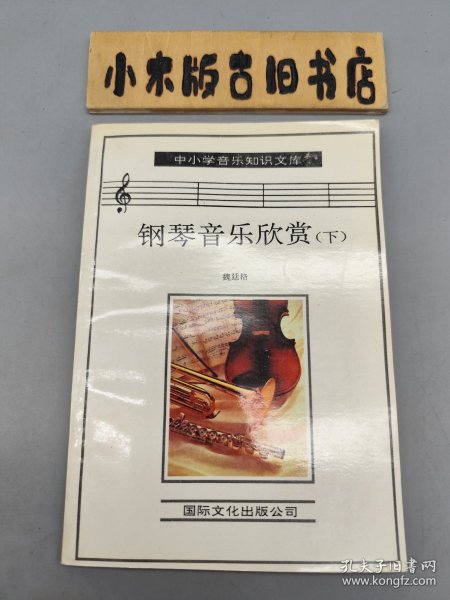 小木版古旧书店
中小学音乐知识文库
钢琴音乐欣赏(下)
魏廷格
国际文化出版公司
孔夫子旧书网
www.kongfz.com